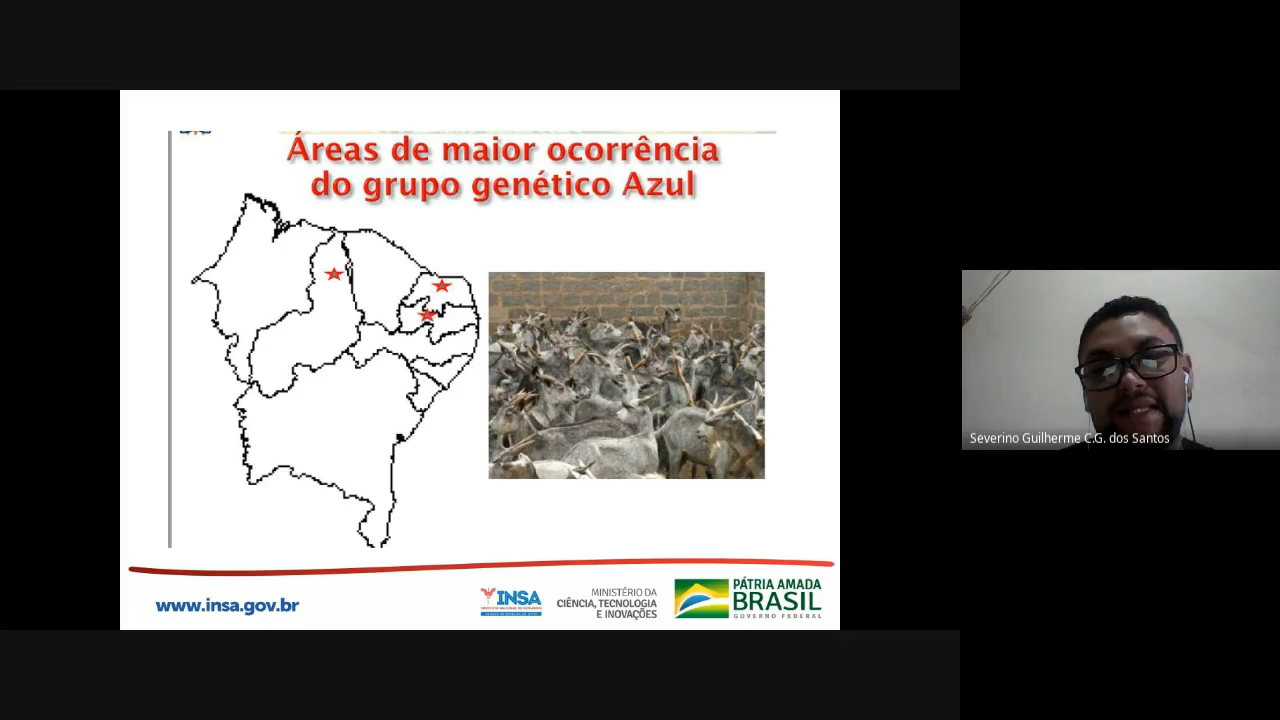 Áreas de maior ocorrência
do grupo genético Azul
Severino Guilherme C.G. dos Santos
www.insa.gov.br
INSA
MINISTÉRIO DA
CIÊNCIA, TECNOLOGIA
E INOVAÇÕES
PÁTRIA AMADA
BRASIL
GOVERNO FEDERAL